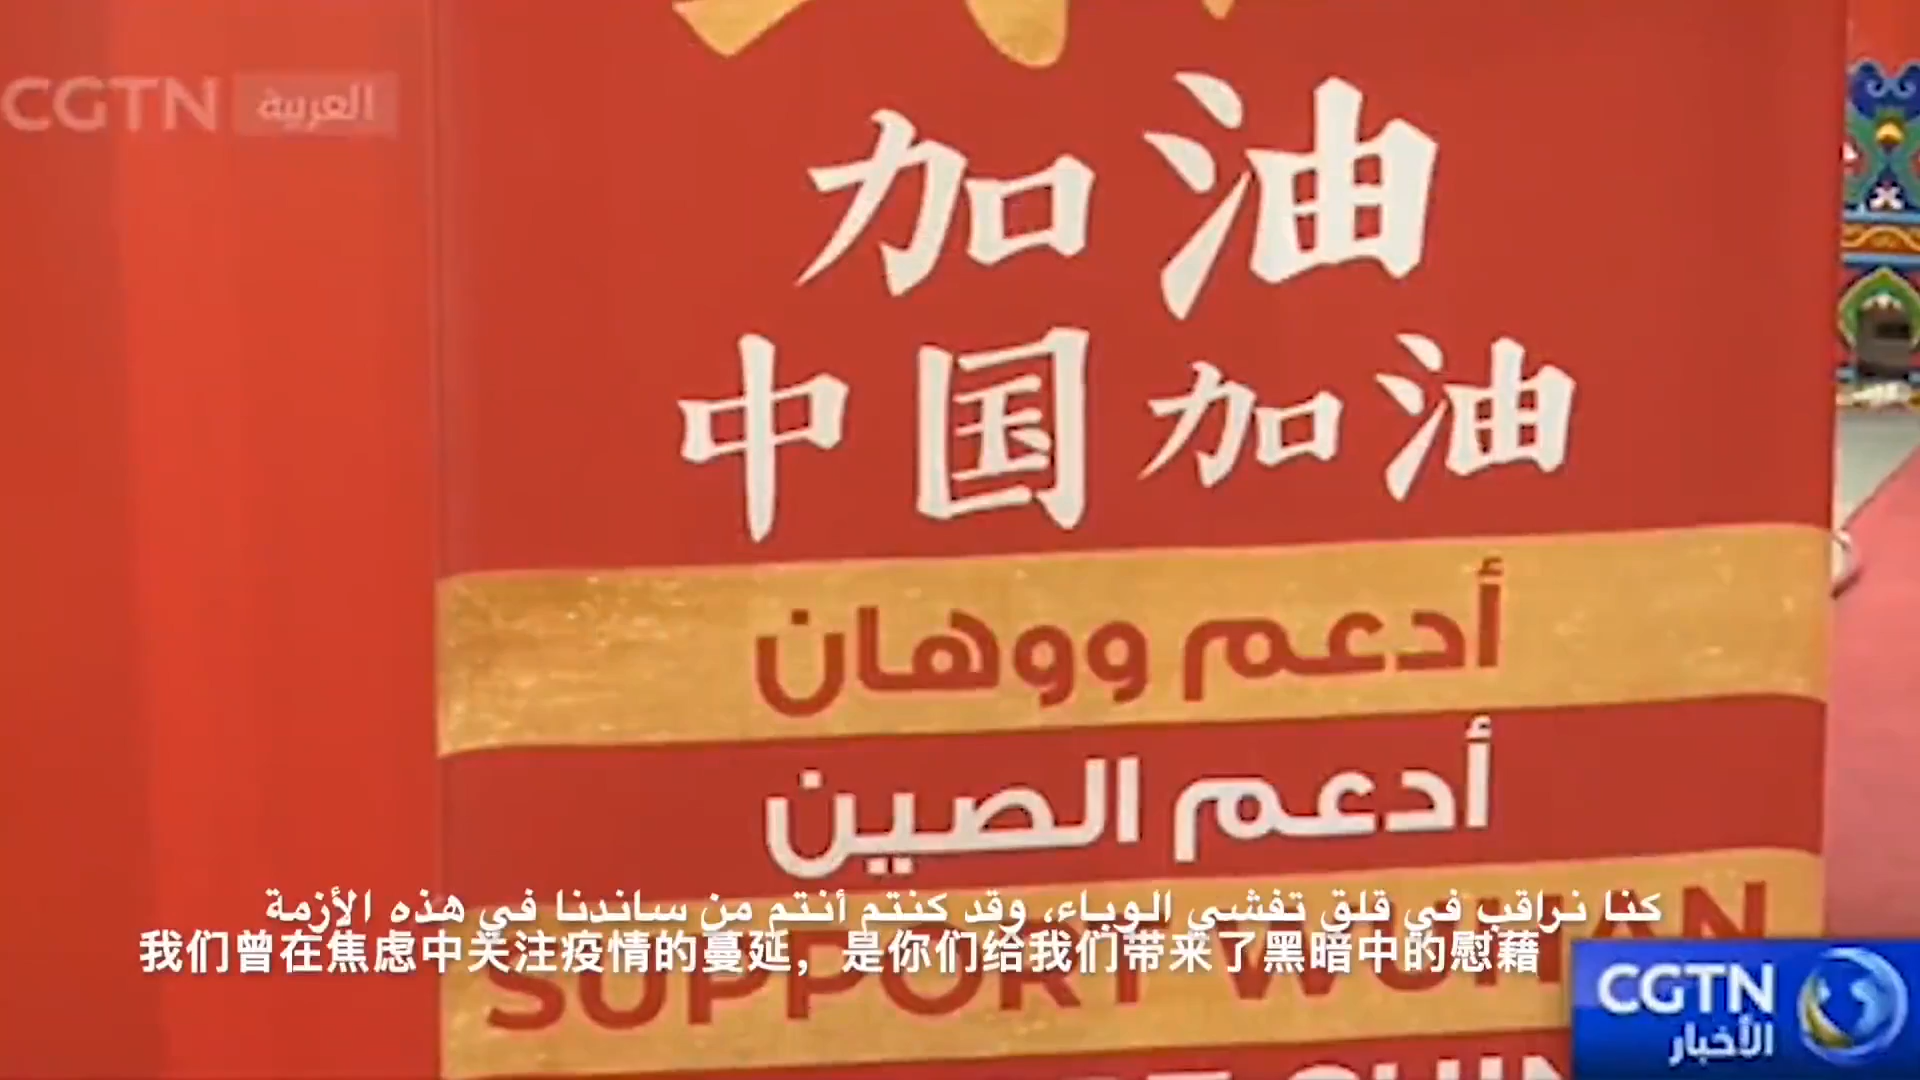 CGTN العربية
加油
中国加油
أدعم ووهان
أدعم الصين
كنا نراقب في قلق تفشي الوباء، وقد كنتم أنتم من ساندنا في هذه الأزمة
我们曾在焦虑中关注疫情的蔓延，是你们给我们带来了黑暗中的慰藉
SUPPORT WUHAN
CGTN
الأخبار